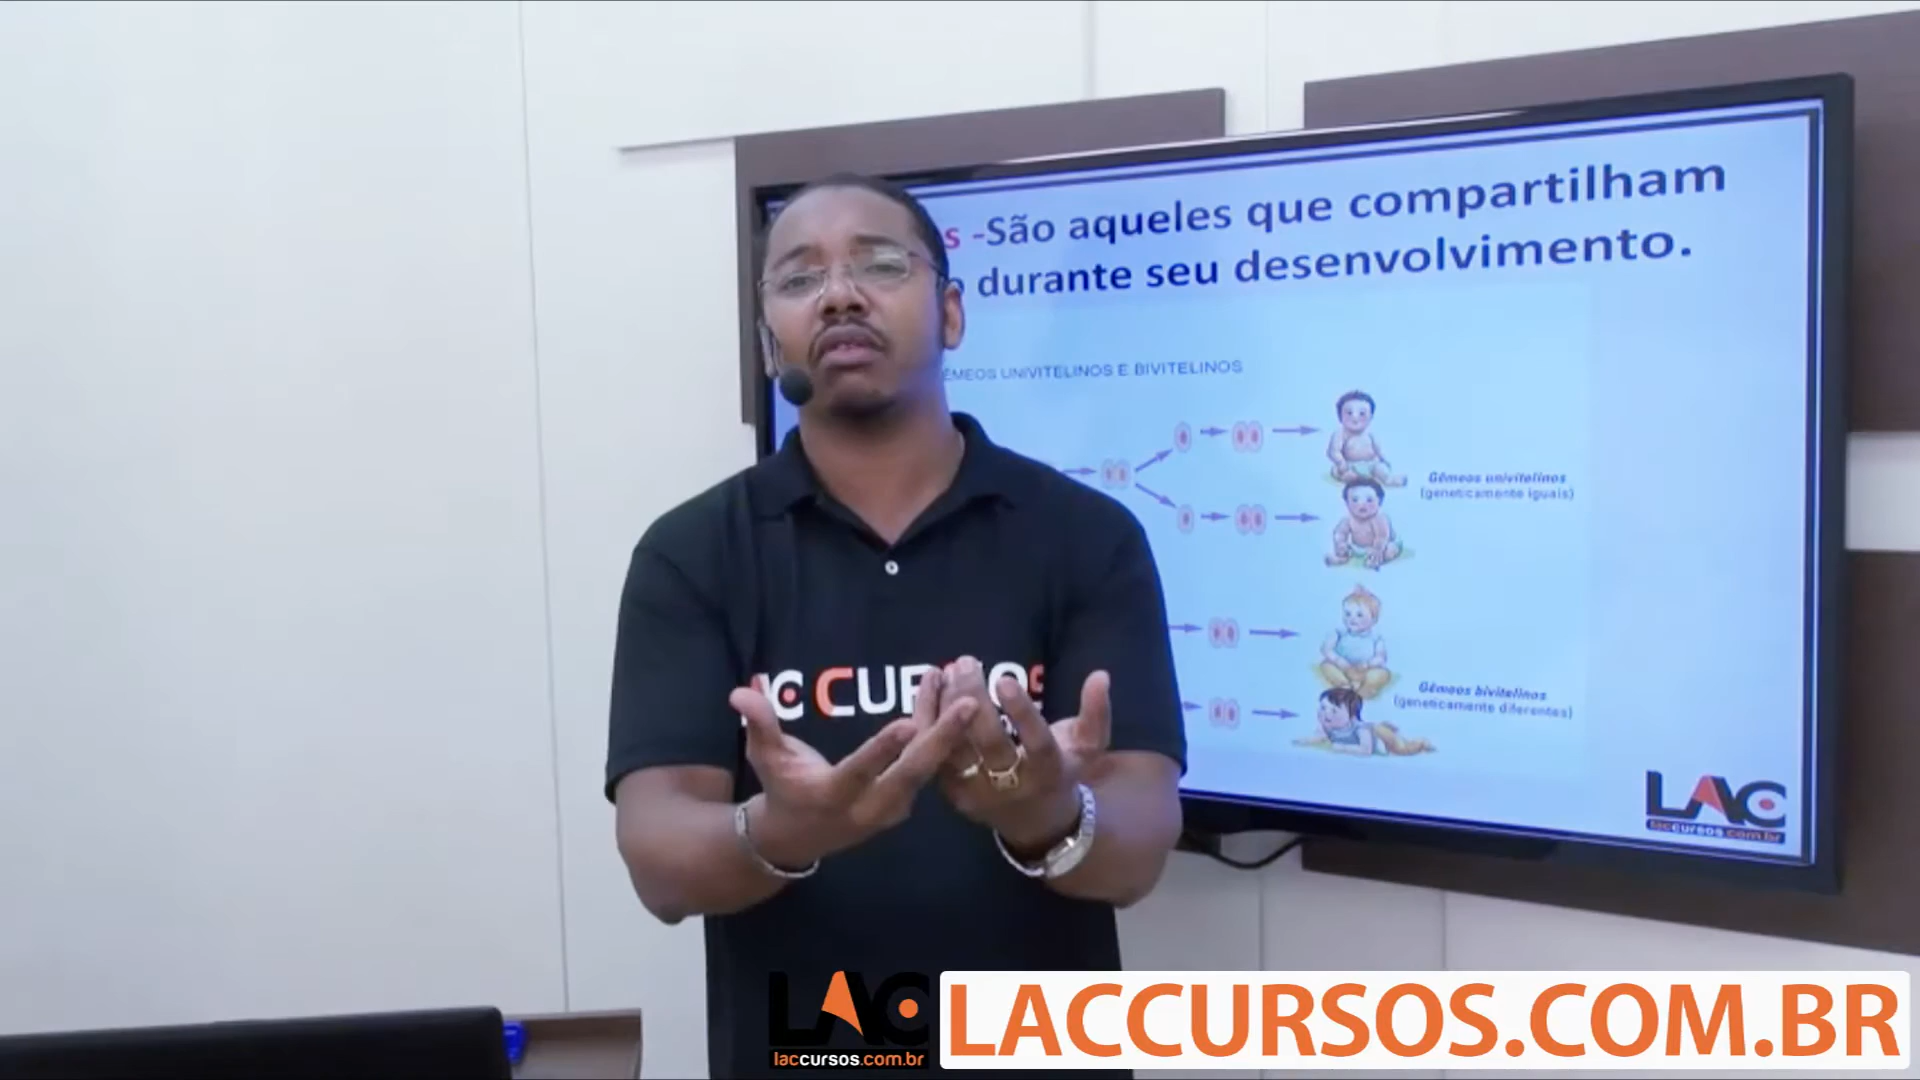 s -São aqueles que compartilham
o durante seu desenvolvimento.
ÊMEOS UNIVITELINOS E BIVITELINOS
Gêmeos univitelinos
(geneticamente iguais)
Gêmeos bivitelinos
(geneticamente diferentes)
LAC
laccursos.com.br
LAC CURSOS
LAC
laccursos.com.br
LACCURSOS.COM.BR